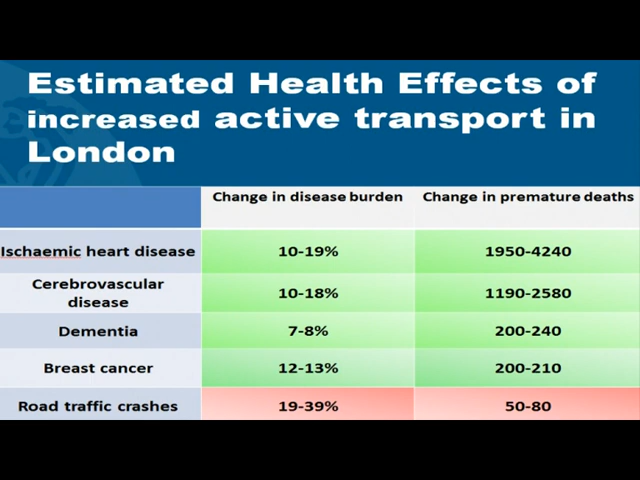 Estimated Health Effects of
increased active transport in
London
Change in disease burden Change in premature deaths
Ischaemic heart disease 10-19% 1950-4240
Cerebrovascular
disease 10-18% 1190-2580
Dementia 7-8% 200-240
Breast cancer 12-13% 200-210
Road traffic crashes 19-39% 50-80